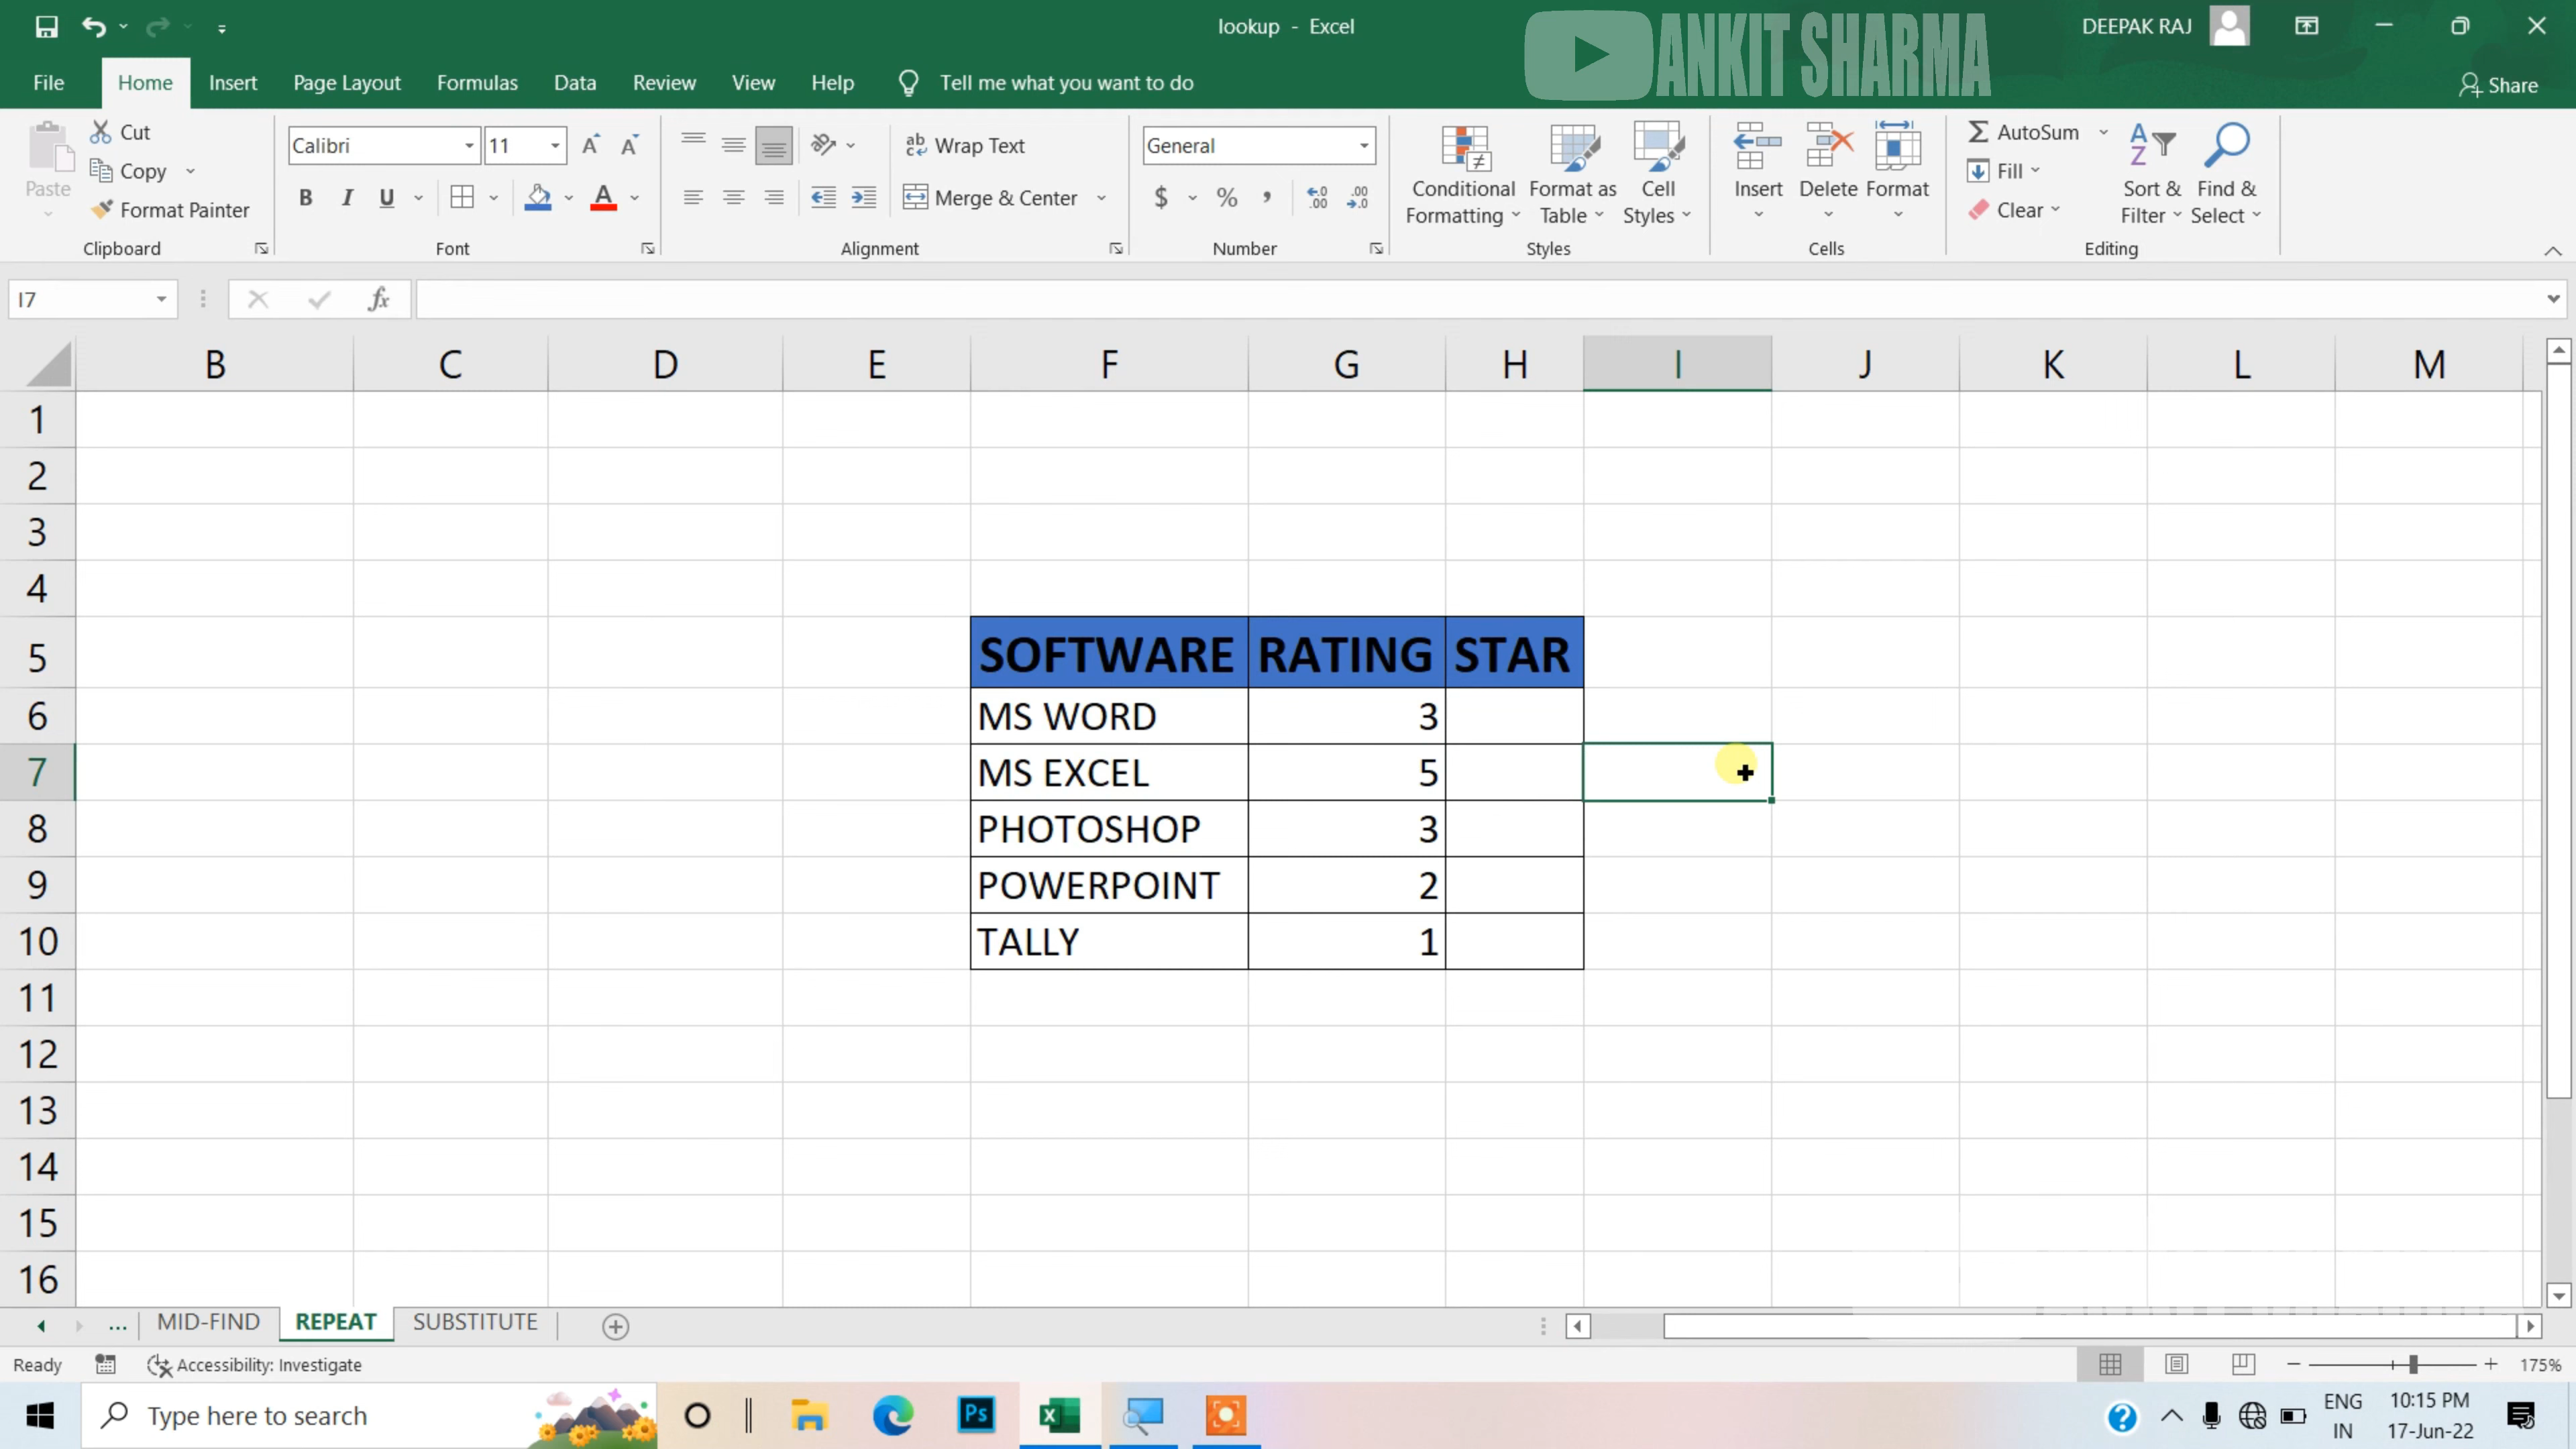 lookup - Excel
ANKIT SHARMA
DEEPAK RAJ
File Home Insert Page Layout Formulas Data Review View Help Tell me what you want to do
Share
Paste
Cut
Copy
Format Painter
Clipboard
Calibri 11
B I U A
Font
Wrap Text
Merge & Center
Alignment
General
$ % ,
Number
Conditional Formatting
Format as Table
Cell Styles
Styles
Insert Delete Format
Cells
AutoSum
Fill
Clear
Sort & Filter
Find & Select
Editing
I7 fx
B C D E F G H I J K L M
1
2
3
4
5 SOFTWARE RATING STAR
6 MS WORD 3
7 MS EXCEL 5
8 PHOTOSHOP 3
9 POWERPOINT 2
10 TALLY 1
11
12
13
14
15
16
... MID-FIND REPEAT SUBSTITUTE
Ready Accessibility: Investigate 175%
Type here to search
Ps
ENG
IN
10:15 PM
17-Jun-22